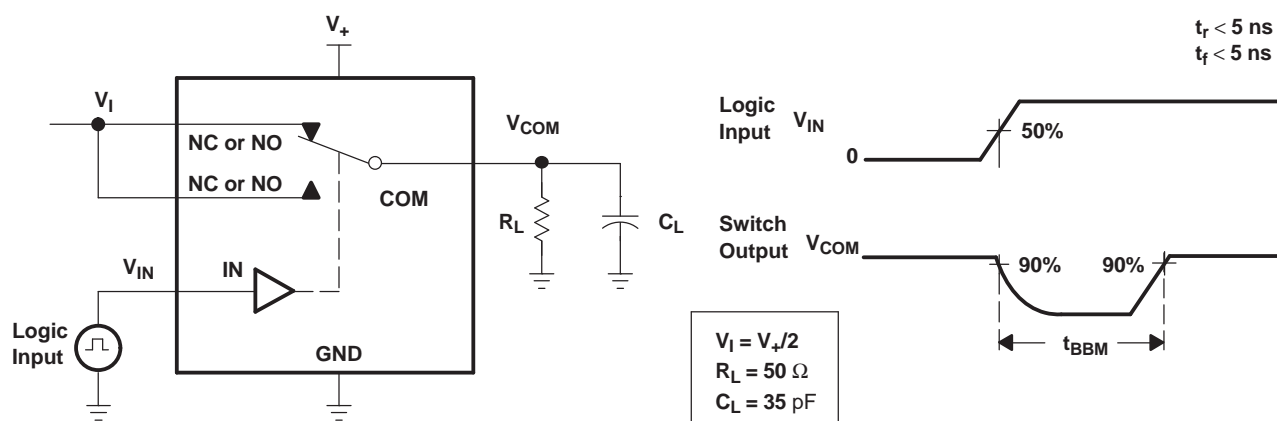 V+
tr < 5 ns
tf < 5 ns
VI
NC or NO
NC or NO
COM
VCOM
RL
CL
VIN
IN
Logic
Input
GND
Logic
Input
VIN
50%
0
Switch
Output
VCOM
90%
90%
tBBM
VI = V+/2
RL = 50 Ω
CL = 35 pF